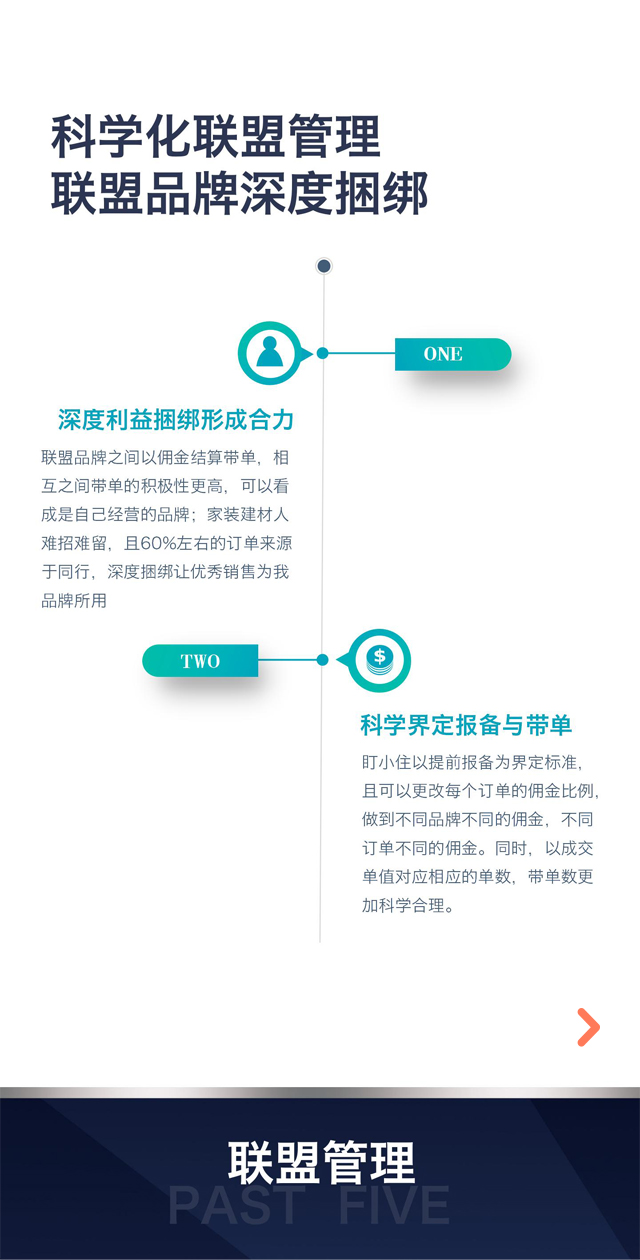 科学化联盟管理
联盟品牌深度捆绑
ONE
深度利益捆绑形成合力
联盟品牌之间以佣金结算带单，相
互之间带单的积极性更高，可以看
成是自己经营的品牌；家装建材人
难招难留，且60%左右的订单来源
于同行，深度捆绑让优秀销售为我
品牌所用
TWO
$
科学界定报备与带单
盯小住以提前报备为界定标准，
且可以更改每个订单的佣金比例，
做到不同品牌不同的佣金，不同
订单不同的佣金。同时，以成交
单值对应相应的单数，带单数更
加科学合理。
联盟管理
PAST FIVE